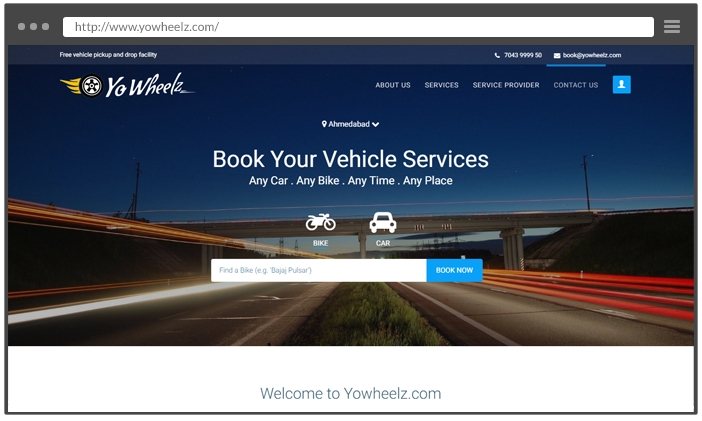 http://www.yowheelz.com/
Free vehicle pickup and drop facility
7043 9999 50
book@yowheelz.com
Yo Wheelz
ABOUT US
SERVICES
SERVICE PROVIDER
CONTACT US
Ahmedabad
Book Your Vehicle Services
Any Car . Any Bike . Any Time . Any Place
BIKE
CAR
Find a Bike (e.g. 'Bajaj Pulsar')
BOOK NOW
Welcome to Yowheelz.com